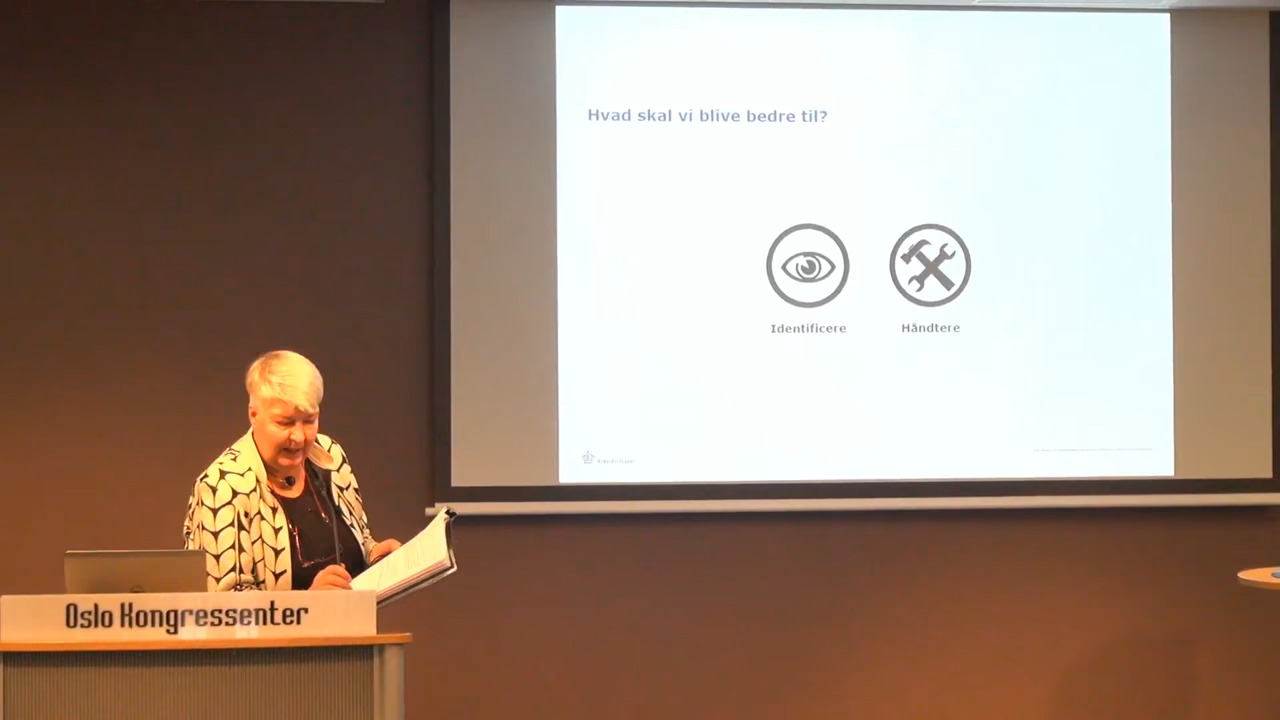 Hvad skal vi blive bedre til?
Identificere
Håndtere
Oslo Kongressenter